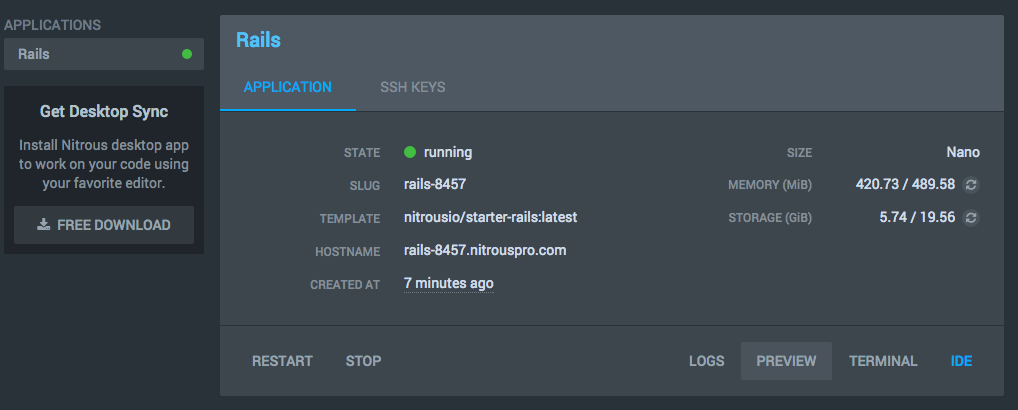 APPLICATIONS
Rails
Get Desktop Sync
Install Nitrous desktop app
to work on your code using
your favorite editor.
FREE DOWNLOAD
Rails
APPLICATION SSH KEYS
STATE running
SLUG rails-8457
TEMPLATE nitrousio/starter-rails:latest
HOSTNAME rails-8457.nitrouspro.com
CREATED AT 7 minutes ago
SIZE Nano
MEMORY (MiB) 420.73 / 489.58
STORAGE (GiB) 5.74 / 19.56
RESTART STOP LOGS PREVIEW TERMINAL IDE